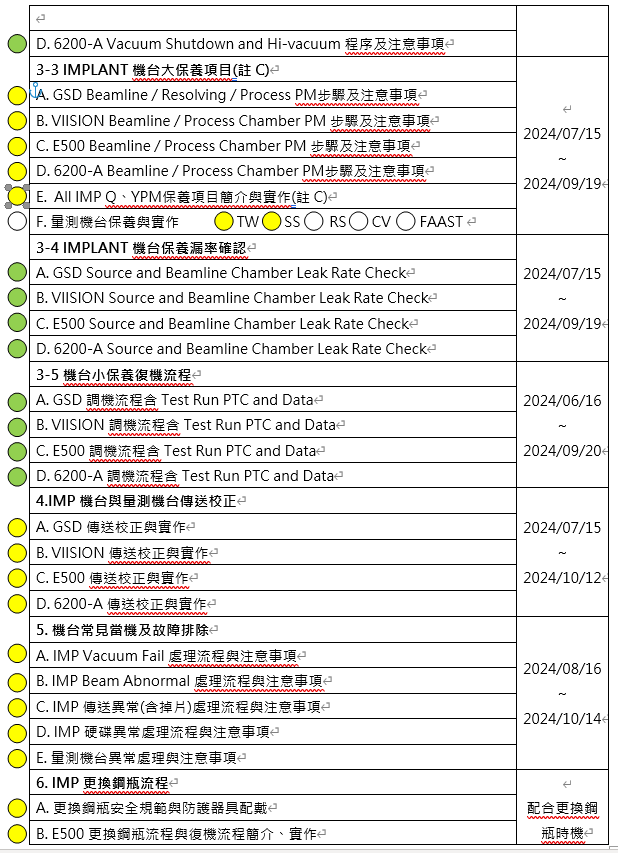 D. 6200-A Vacuum Shutdown and Hi-vacuum 程序及注意事項
3-3 IMPLANT 機台大保養項目(註 C)
A. GSD Beamline / Resolving / Process PM步驟及注意事項
B. VIISION Beamline / Process Chamber PM 步驟及注意事項
C. E500 Beamline / Process Chamber PM 步驟及注意事項
D. 6200-A Beamline / Process Chamber PM步驟及注意事項
E. All IMP Q、YPM保養項目簡介與實作(註 C)
F. 量測機台保養與實作 TW SS RS CV FAAST
2024/07/15
~
2024/09/19
3-4 IMPLANT 機台保養漏率確認
A. GSD Source and Beamline Chamber Leak Rate Check
B. VIISION Source and Beamline Chamber Leak Rate Check
C. E500 Source and Beamline Chamber Leak Rate Check
D. 6200-A Source and Beamline Chamber Leak Rate Check
2024/07/15
~
2024/09/19
3-5 機台小保養復機流程
A. GSD 調機流程含 Test Run PTC and Data
B. VIISION 調機流程含 Test Run PTC and Data
C. E500 調機流程含 Test Run PTC and Data
D. 6200-A 調機流程含 Test Run PTC and Data
2024/06/16
~
2024/09/20
4.IMP 機台與量測機台傳送校正
A. GSD 傳送校正與實作
B. VIISION 傳送校正與實作
C. E500 傳送校正與實作
D. 6200-A 傳送校正與實作
2024/07/15
~
2024/10/12
5. 機台常見當機及故障排除
A. IMP Vacuum Fail 處理流程與注意事項
B. IMP Beam Abnormal 處理流程與注意事項
C. IMP 傳送異常(含掉片)處理流程與注意事項
D. IMP 硬碟異常處理流程與注意事項
E. 量測機台異常處理與注意事項
2024/08/16
~
2024/10/14
6. IMP 更換鋼瓶流程
A. 更換鋼瓶安全規範與防護器具配戴
B. E500 更換鋼瓶流程與復機流程簡介、實作
配合更換鋼
瓶時機